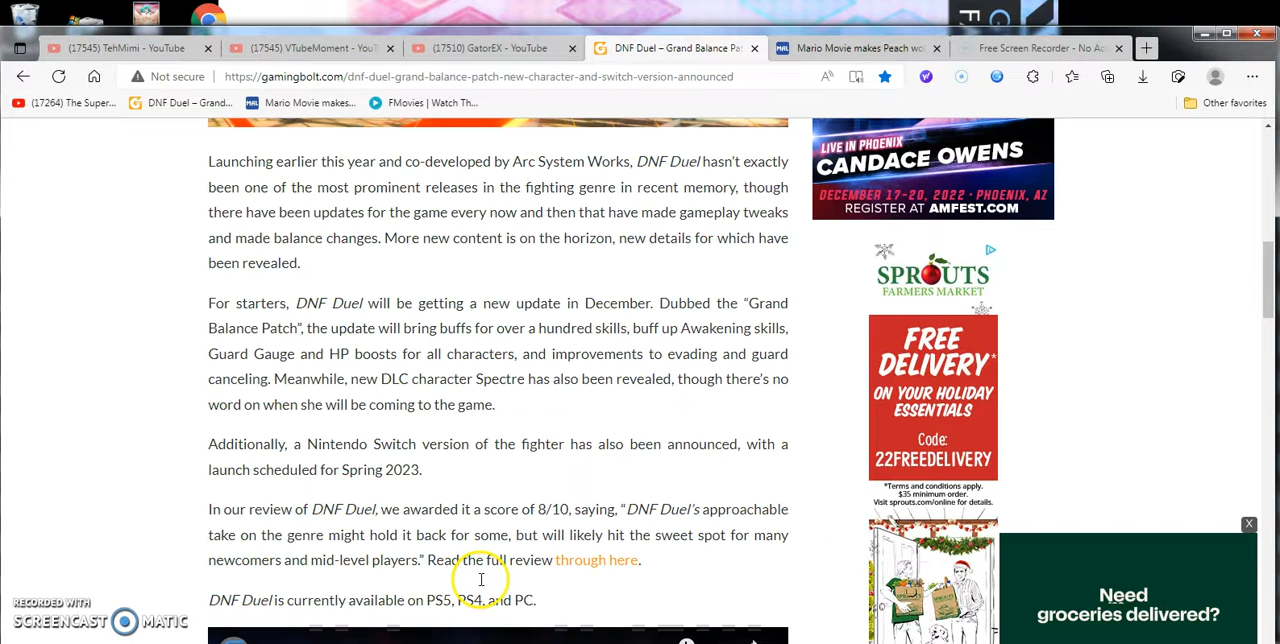 (17545) TehMimi - YouTube
(17545) VTubeMoment - YouT
(17510) GatorEX - YouTube
DNF Duel – Grand Balance Pa
Mario Movie makes Peach wo
Free Screen Recorder - No Ac
Not secure
https://gamingbolt.com/dnf-duel-grand-balance-patch-new-character-and-switch-version-announced
(17264) The Super...
DNF Duel – Grand...
Mario Movie makes...
FMovies | Watch Th...
Other favorites
Launching earlier this year and co-developed by Arc System Works, DNF Duel hasn't exactly
been one of the most prominent releases in the fighting genre in recent memory, though
there have been updates for the game every now and then that have made gameplay tweaks
and made balance changes. More new content is on the horizon, new details for which have
been revealed.
For starters, DNF Duel will be getting a new update in December. Dubbed the “Grand
Balance Patch”, the update will bring buffs for over a hundred skills, buff up Awakening skills,
Guard Gauge and HP boosts for all characters, and improvements to evading and guard
canceling. Meanwhile, new DLC character Spectre has also been revealed, though there's no
word on when she will be coming to the game.
Additionally, a Nintendo Switch version of the fighter has also been announced, with a
launch scheduled for Spring 2023.
In our review of DNF Duel, we awarded it a score of 8/10, saying, “DNF Duel's approachable
take on the genre might hold it back for some, but will likely hit the sweet spot for many
newcomers and mid-level players.” Read the full review through here.
DNF Duel is currently available on PS5, PS4, and PC.
LIVE IN PHOENIX
CANDACE OWENS
DECEMBER 17-20, 2022 · PHOENIX, AZ
REGISTER AT AMFEST.COM
SPROUTS
FARMERS MARKET
FREE
DELIVERY*
ON YOUR HOLIDAY
ESSENTIALS
Code:
22FREEDELIVERY
*Terms and conditions apply.
$35 minimum order.
Visit sprouts.com/online for details.
X
Need
groceries delivered?
RECORDED WITH
SCREENCAST MATIC